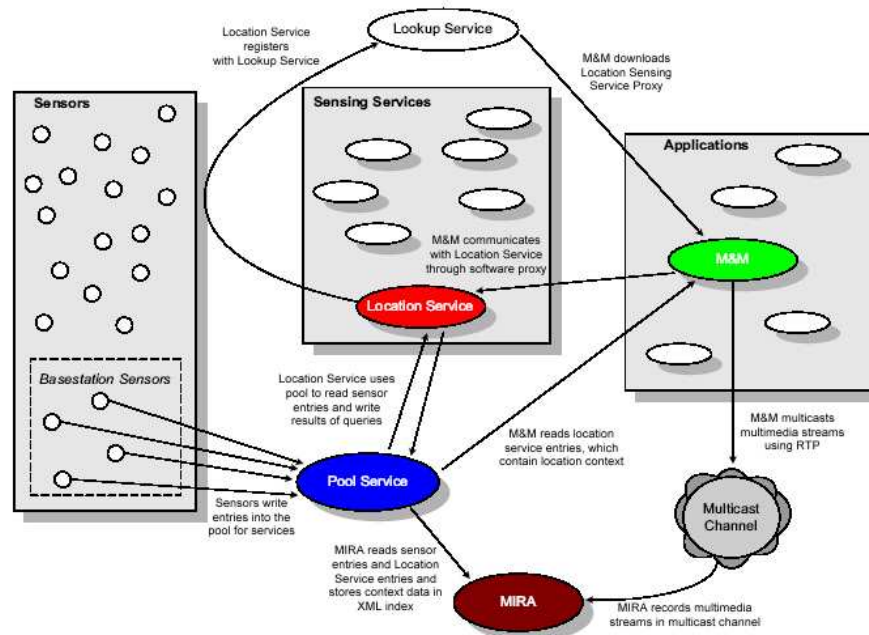 Location Service
registers
with Lookup Service
Lookup Service
M&M downloads
Location Sensing
Service Proxy
Sensors
Sensing Services
Applications
M&M communicates
with Location Service
through software proxy
M&M
Location Service
Basestation Sensors
Location Service uses
pool to read sensor
entries and write
results of queries
M&M reads location
service entries, which
contain location context
M&M multicasts
multimedia streams
using RTP
Pool Service
Sensors write
entries into the
pool for services
Multicast
Channel
MIRA reads sensor
entries and Location
Service entries and
stores context data in
XML index
MIRA
MIRA records multimedia
streams in multicast channel